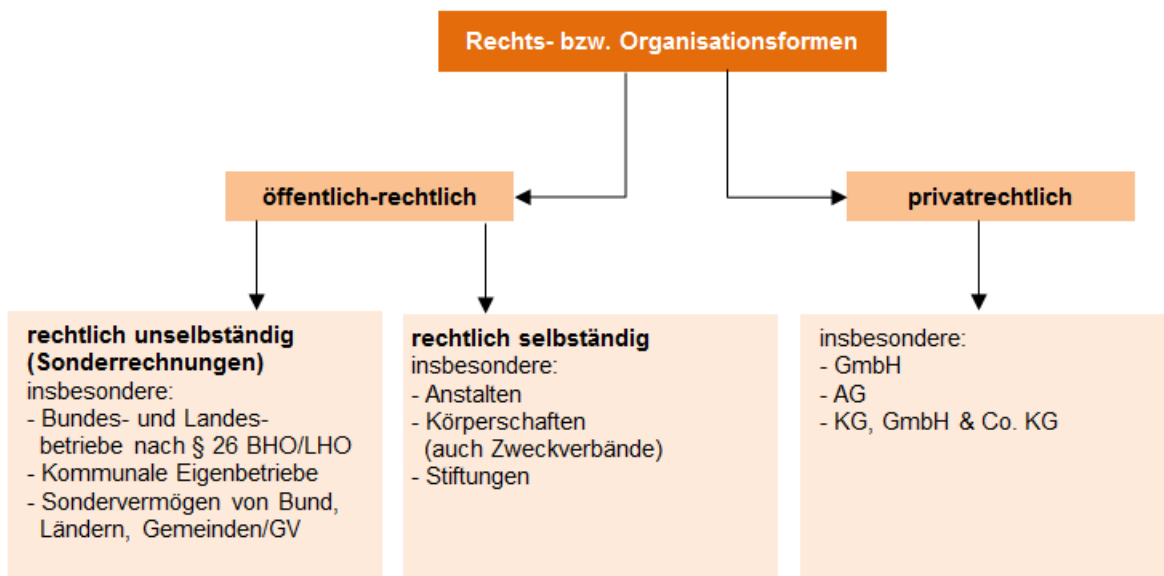 Rechts- bzw. Organisationsformen
öffentlich-rechtlich
privatrechtlich
rechtlich unselbständig
(Sonderrechnungen)
insbesondere:
- Bundes- und Landes-
betriebe nach § 26 BHO/LHO
- Kommunale Eigenbetriebe
- Sondervermögen von Bund,
Ländern, Gemeinden/GV
rechtlich selbständig
insbesondere:
- Anstalten
- Körperschaften
(auch Zweckverbände)
- Stiftungen
insbesondere:
- GmbH
- AG
- KG, GmbH & Co. KG